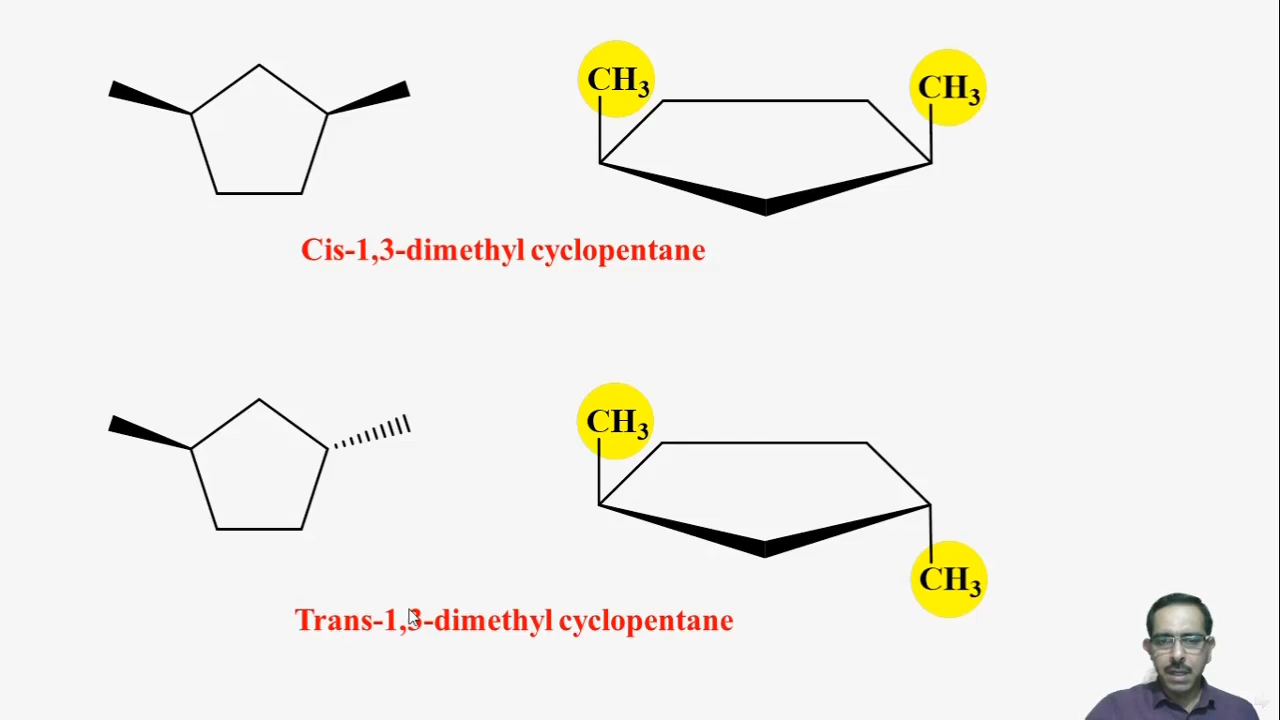 CH₃ CH₃
Cis-1,3-dimethyl cyclopentane
CH₃
CH₃
Trans-1,3-dimethyl cyclopentane